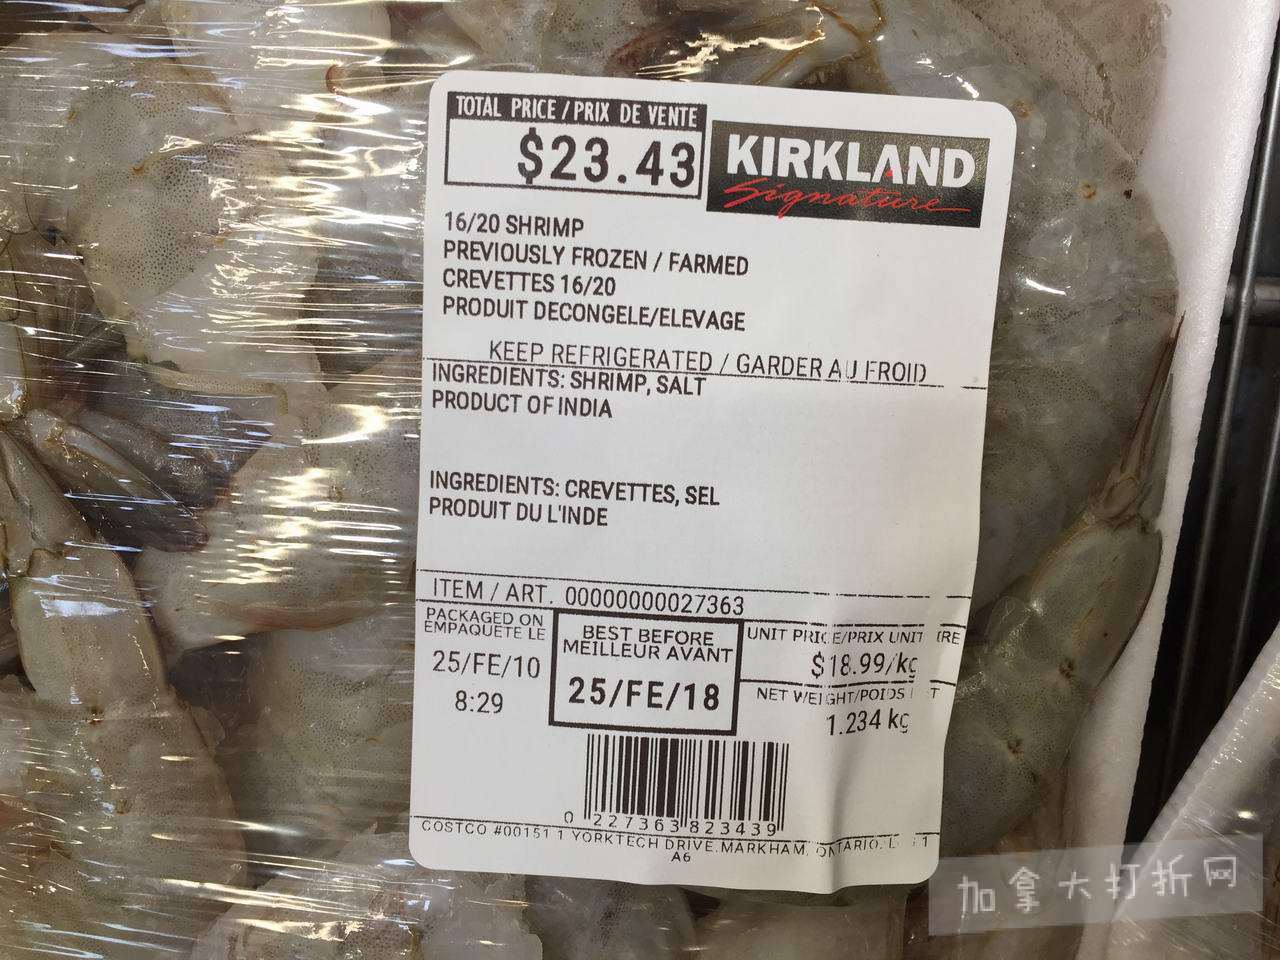 TOTAL PRICE / PRIX DE VENTE
$23.43
KIRKLAND
Signature
16/20 SHRIMP
PREVIOUSLY FROZEN / FARMED
CREVETTES 16/20
PRODUIT DECONGELE/ELEVAGE
KEEP REFRIGERATED / GARDER AU FROID
INGREDIENTS: SHRIMP, SALT
PRODUCT OF INDIA
INGREDIENTS: CREVETTES, SEL
PRODUIT DU L'INDE
ITEM / ART. 00000000027363
PACKAGED ON
EMPAQUETE LE
25/FE/10
8:29
BEST BEFORE
MEILLEUR AVANT
25/FE/18
UNIT PRICE/PRIX UNITIRE
$18.99/kg
NET WEIGHT/POIDS
1.234 kg
0 227363 823439
COSTCO #00151 1 YORKTECH DRIVE. MARKHAM, ONTARIO.
A6
加拿大打折网